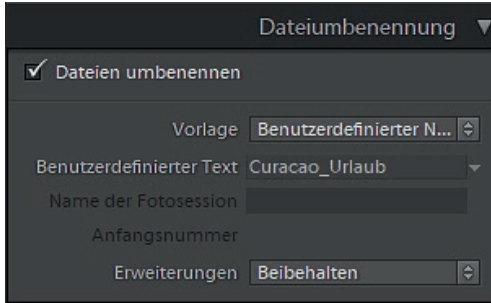 Dateiumbenennung
Dateien umbenennen
Vorlage Benutzerdefinierter N...
Benutzerdefinierter Text Curacao_Urlaub
Name der Fotosession
Anfangsnummer
Erweiterungen Beibehalten